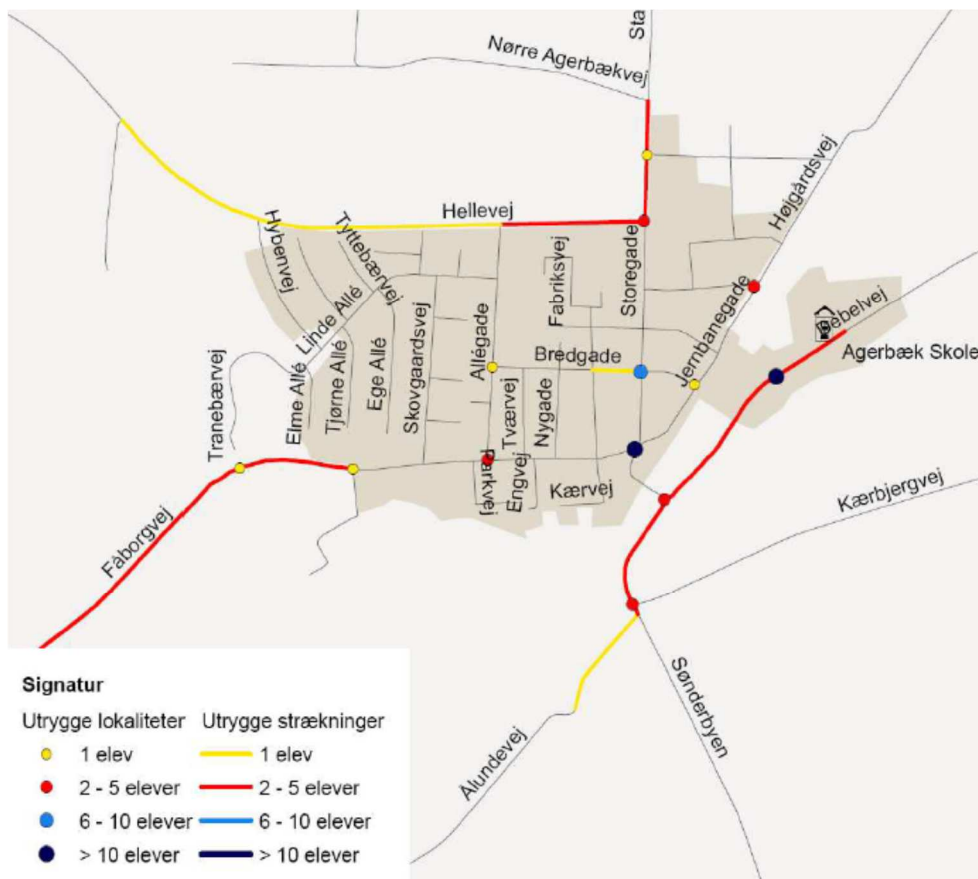 Sta
Nørre Agerbækvej
Højgårdsvej
Hellevej
Hybenvej
Tyttebærvej
Fabriksvej
Storegade
Linde Allé
Jernbanegade
Debelvej
Agerbæk Skole
Allégade
Bredgade
Tranebærvej
Elme Allé
Tjørne Allé
Ege Allé
Skovgaardsvej
Tværvej
Nygade
Parkvej
Engvej
Kærvej
Kærbjergvej
Fåborgvej
Sønderbyen
Ålundevej
Signatur
Utrygge lokaliteter Utrygge strækninger
1 elev 1 elev
2 - 5 elever 2 - 5 elever
6 - 10 elever 6 - 10 elever
> 10 elever > 10 elever